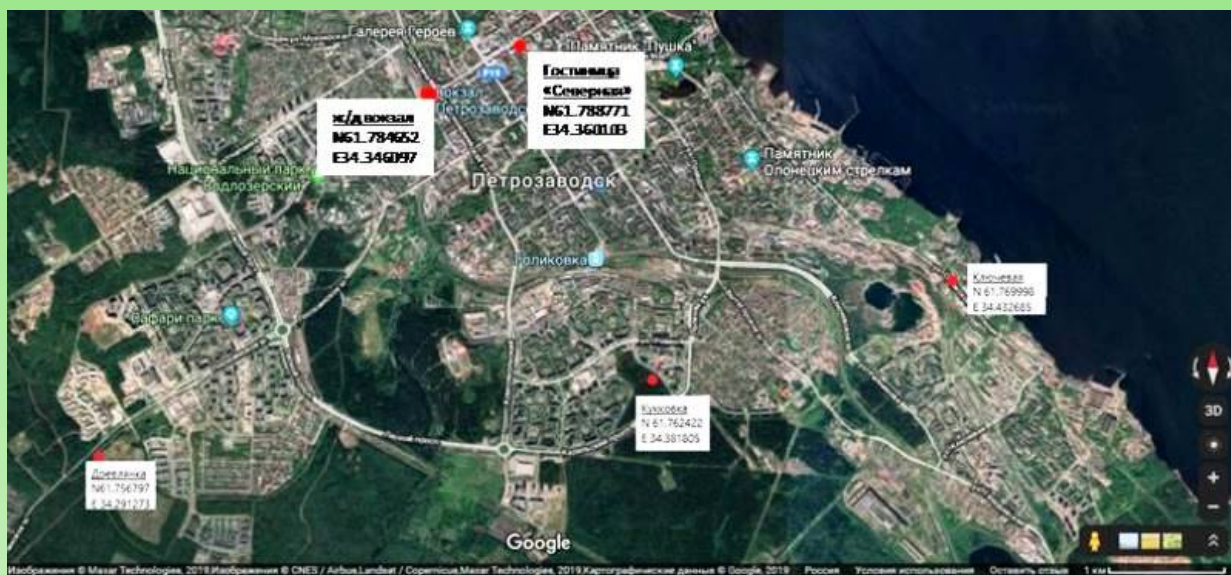 Галерея Героев
Памятник "Пушка"
Гостиница
«Северная»
N61.788771
E34.360103
вокзал
Петрозаводск
ж/д вокзал
N61.784652
E34.346097
Национальный парк
Водлозерский
Петрозаводск
Памятник
Олонецким стрелкам
Голиковка
Ключевая
N 61.769998
E 34.432685
Сафари парк
3D
Кукковка
N 61.762422
E 34.381805
Древлянка
N61.756797
E 34.291273
Google
Изображения © Maxar Technologies, 2019,Изображения © CNES / Airbus,Landsat / Copernicus,Maxar Technologies, 2019,Картографические данные © Google, 2019 Россия Условия использования Оставить отзыв 1 км